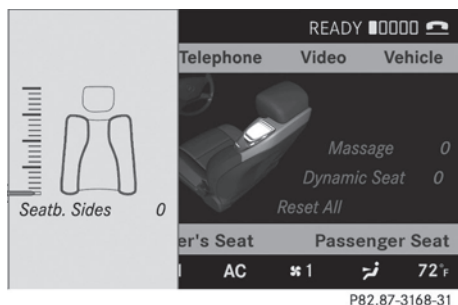 READY
Telephone Video Vehicle
Massage 0
Dynamic Seat 0
Seatb. Sides 0
Reset All
er's Seat Passenger Seat
AC 1 72°F
P82.87-3168-31